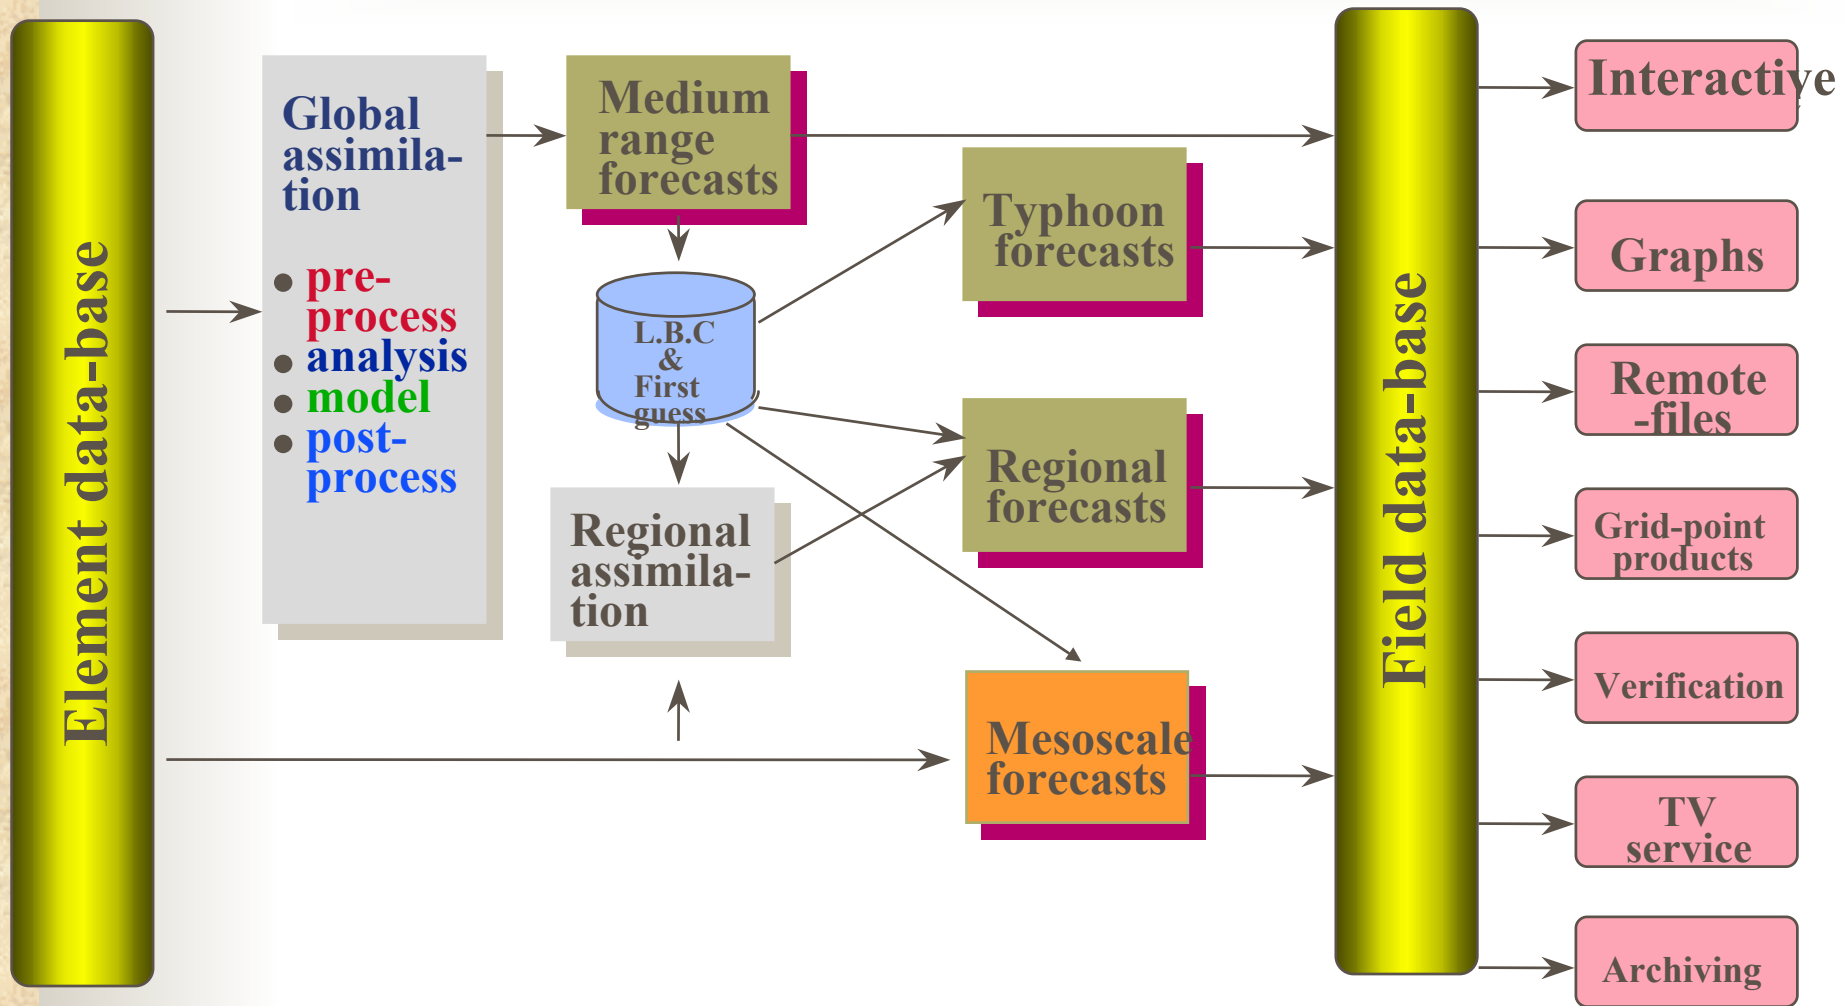 Element data-base
Global
assimila-
tion
pre-
process
analysis
model
post-
process
Medium
range
forecasts
L.B.C
&
First
guess
Regional
assimila-
tion
Typhoon
forecasts
Regional
forecasts
Mesoscale
forecasts
Field data-base
Interactive
Graphs
Remote
-files
Grid-point
products
Verification
TV
service
Archiving